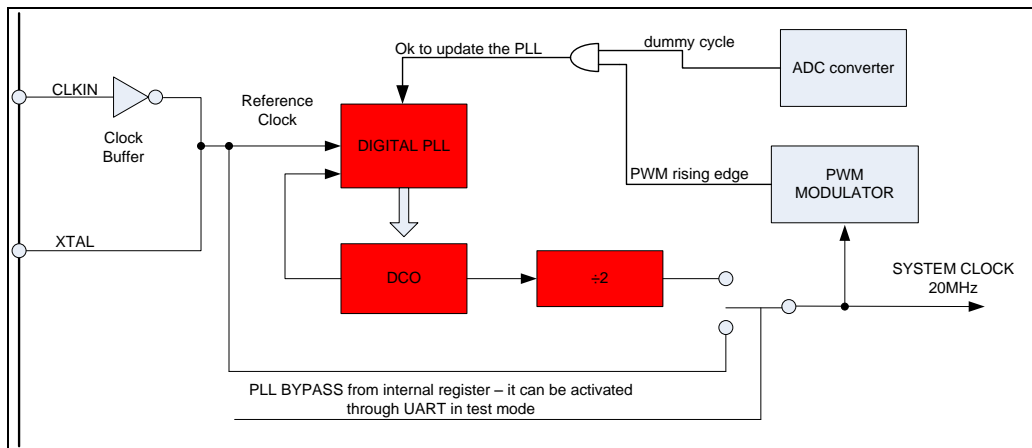 dummy cycle
Ok to update the PLL
ADC converter
CLKIN
Reference
Clock
Clock
Buffer
DIGITAL PLL
PWM rising edge
PWM
MODULATOR
XTAL
DCO
÷2
SYSTEM CLOCK
20MHz
PLL BYPASS from internal register – it can be activated
through UART in test mode